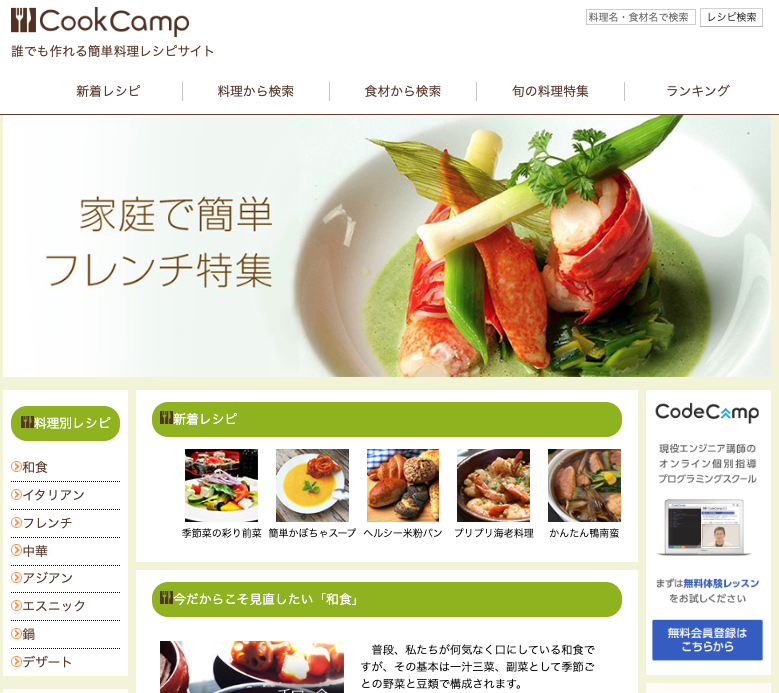 CookCamp
誰でも作れる簡単料理レシピサイト
料理名・食材名で検索
レシピ検索
新着レシピ
料理から検索
食材から検索
旬の料理特集
ランキング
家庭で簡単
フレンチ特集
料理別レシピ
和食
イタリアン
フレンチ
中華
アジアン
エスニック
鍋
デザート
新着レシピ
季節菜の彩り前菜
簡単かぼちゃスープ
ヘルシー米粉パン
プリプリ海老料理
かんたん鴨南蛮
今だからこそ見直したい「和食」
普段、私たちが何気なく口にしている和食で
すが、その基本は一汁三菜、副菜として季節ご
との野菜と豆類で構成されます。
CodeCamp
現役エンジニア講師の
オンライン個別指導
プログラミングスクール
まずは無料体験レッスン
をお試しください
無料会員登録は
こちらから